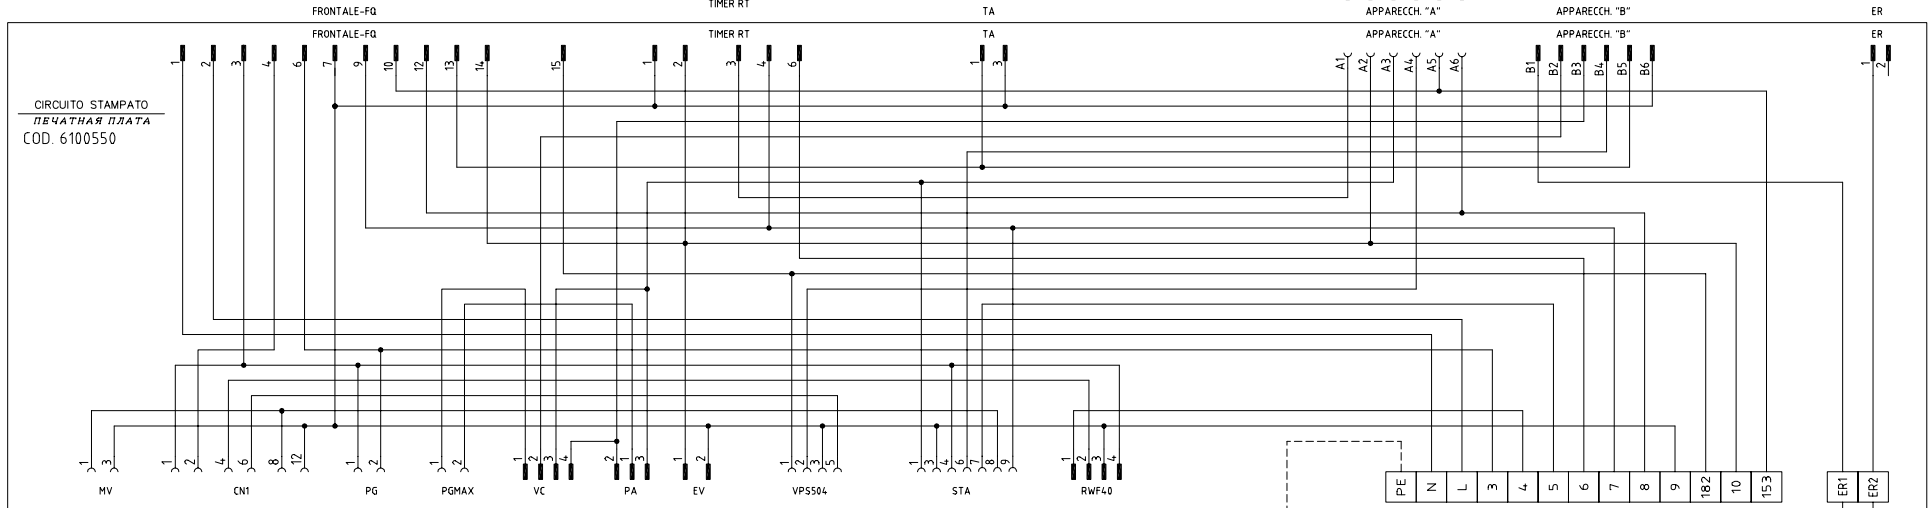 TIMER RT
FRONTALE-FQ TA APPARECCH. "A" APPARECCH. "B" ER
FRONTALE-FQ TIMER RT TA APPARECCH. "A" APPARECCH. "B" ER
1 2 3 4 6 7 9 10 12 13 14 15 1 2 3 4 6 1 3 A1 A2 A3 A4 A5 A6 B1 B2 B3 B4 B5 B6 1 2
CIRCUITO STAMPATO
ПЕЧАТНАЯ ПЛАТА
COD. 6100550
1 3 1 2 4 6 8 12 1 2 1 2 1 2 3 4 2 1 3 1 2 1 2 3 5 1 3 4 6 7 8 9 1 2 3 4
MV CN1 PG PGMAX VC PA EV VPS504 STA RWF40
PE N L 3 4 5 6 7 8 9 182 10 153 ER1 ER2